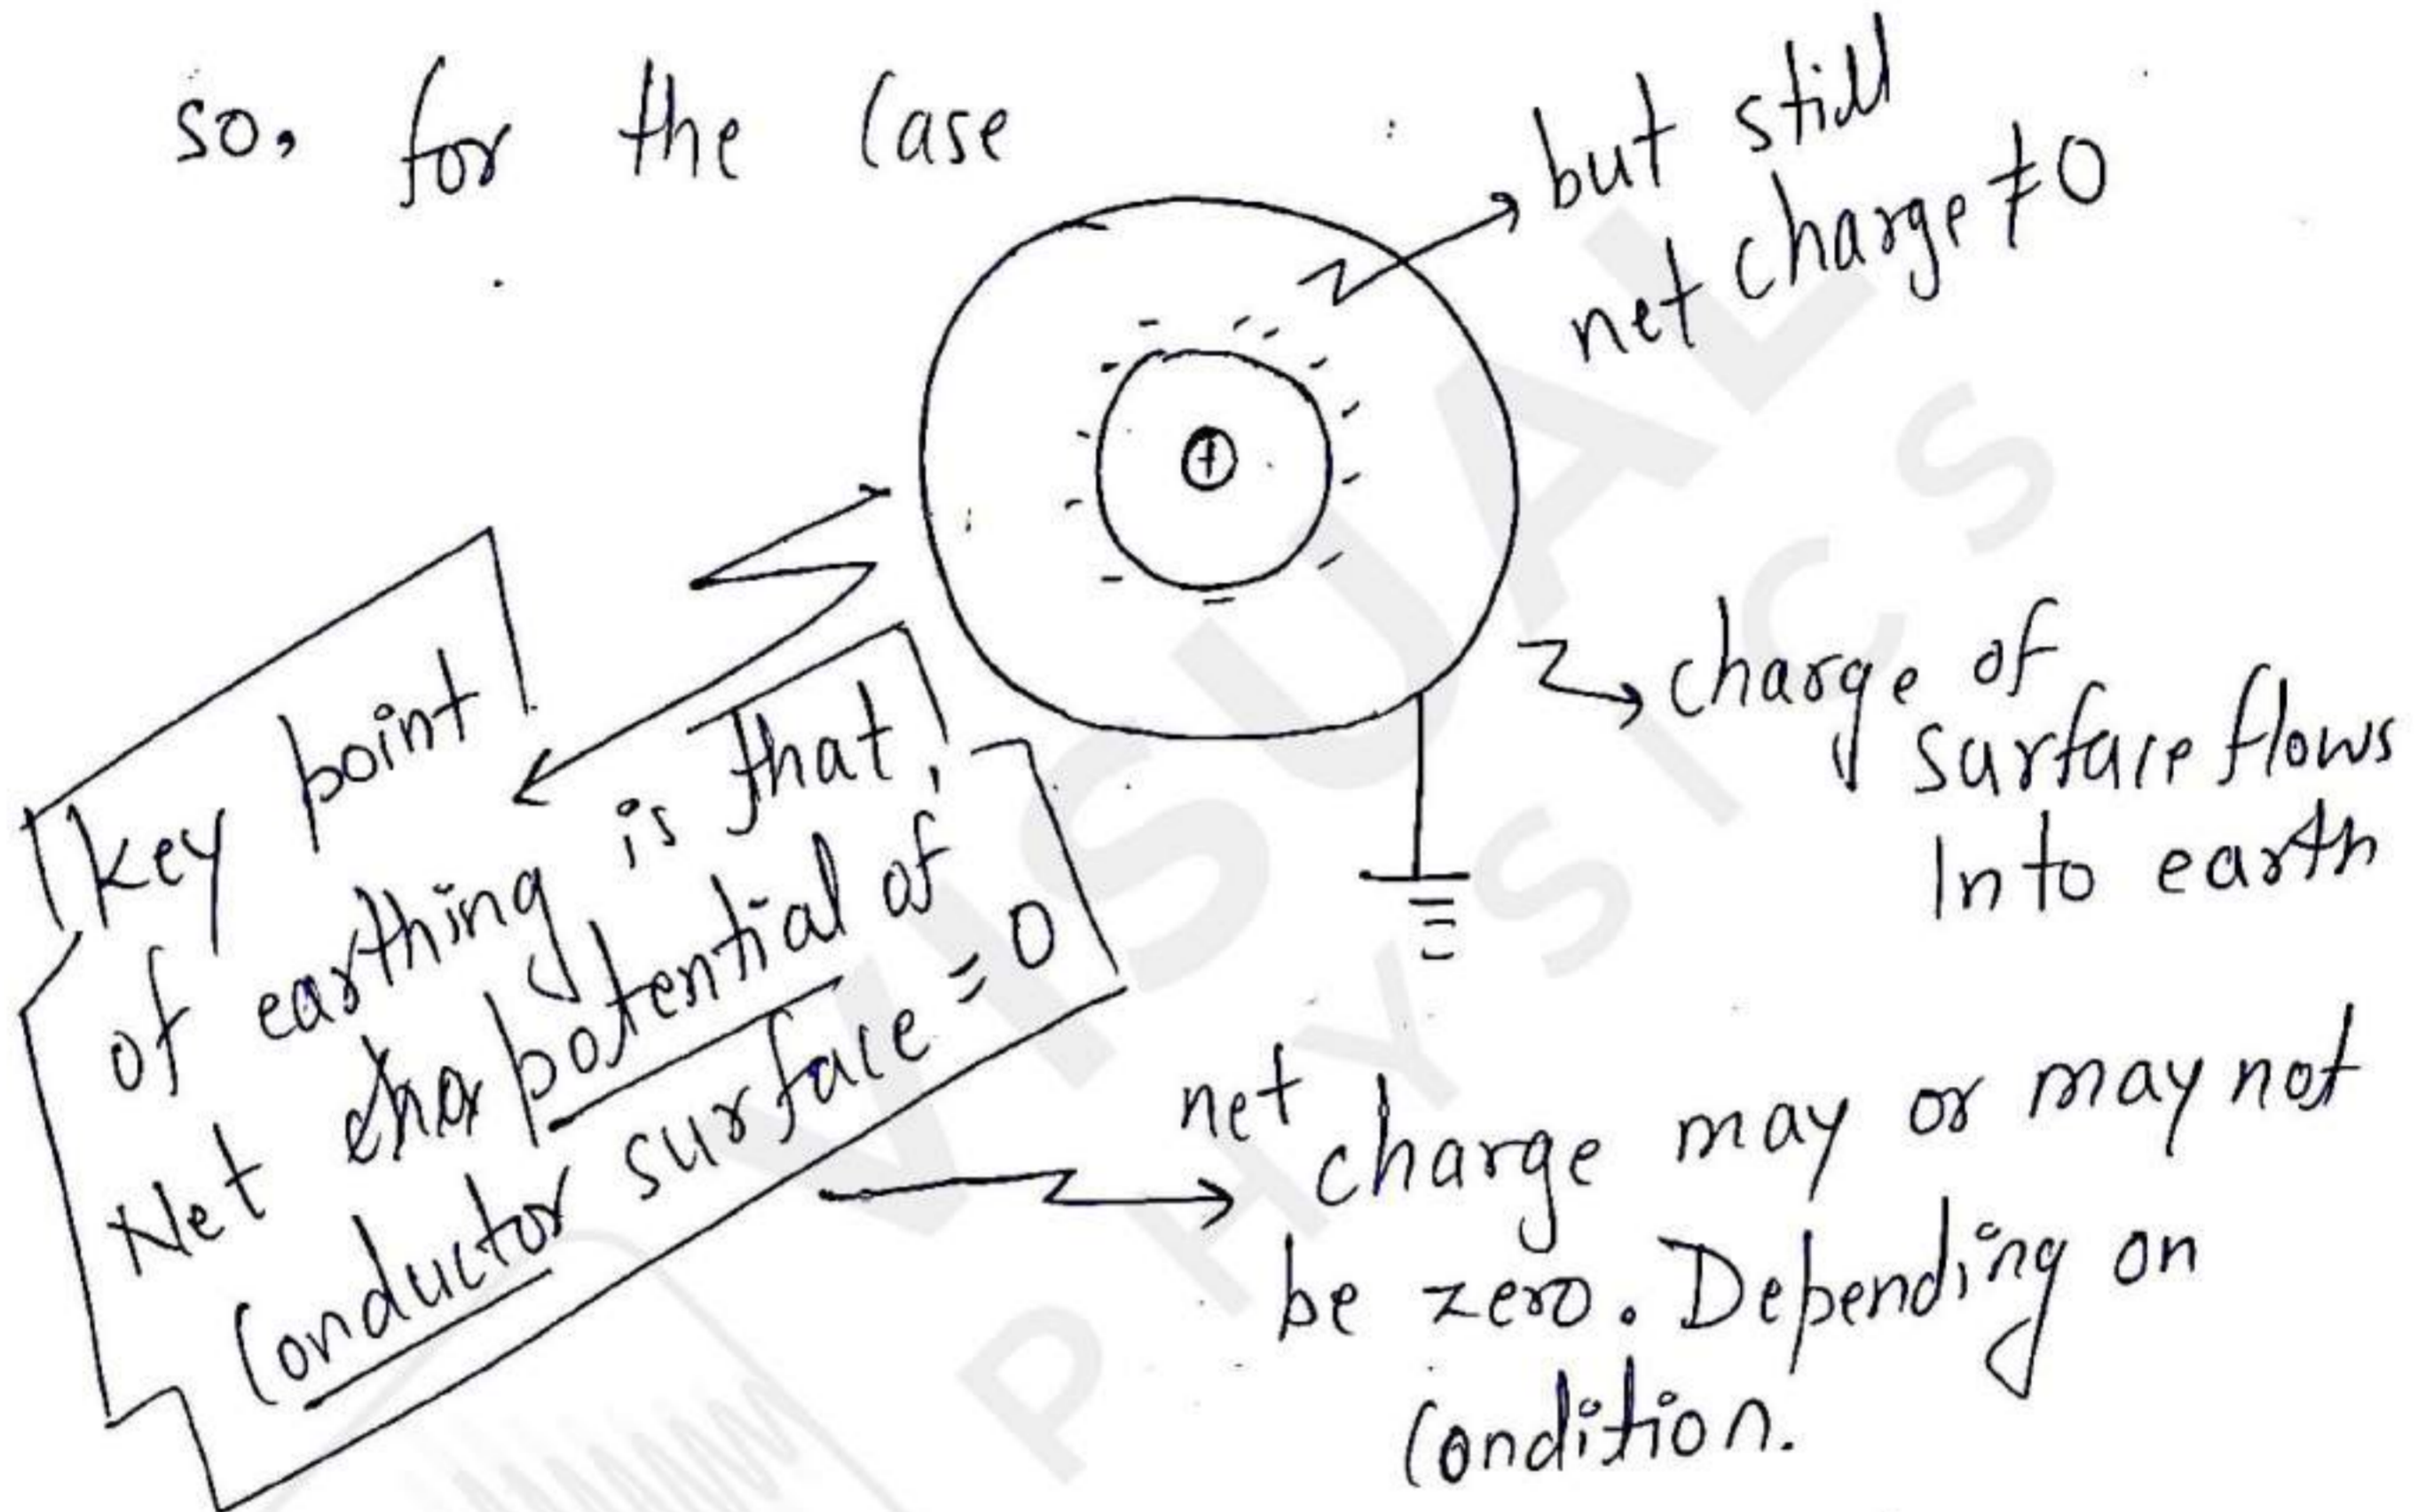 so, for the case
but still
net charge ≠ 0
+
charge of
surface flows
Into earth
key point
of earthing is that,
Net potential of
Conductor surface = 0
net
charge may or may not
be zero. Depending on
Condition.
VISUAL
PHYSICS